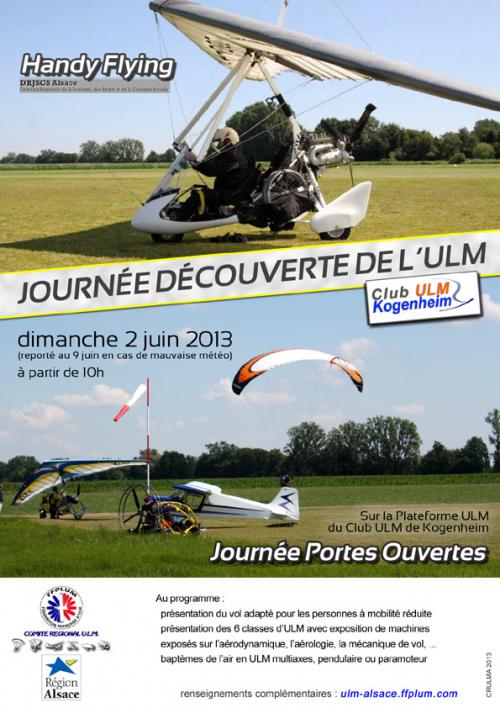 Handy Flying
DRJSCS Alsace
Direction Régionale de la Jeunesse, des Sports et de la Cohésion Sociale
JOURNÉE DÉCOUVERTE DE L'ULM
Club ULM
Kogenheim
dimanche 2 juin 2013
(reporté au 9 juin en cas de mauvaise météo)
à partir de 10h
Sur la Plateforme ULM
du Club ULM de Kogenheim
Journée Portes Ouvertes
FFPLUM
COMITE REGIONAL U.L.M.
Région
Alsace
Au programme :
présentation du vol adapté pour les personnes à mobilité réduite
présentation des 6 classes d'ULM avec exposition de machines
exposés sur l'aérodynamique, l'aérologie, la mécanique de vol, ...
baptèmes de l'air en ULM multiaxes, pendulaire ou paramoteur
renseignements complémentaires : ulm-alsace.ffplum.com
CRULMA 2013